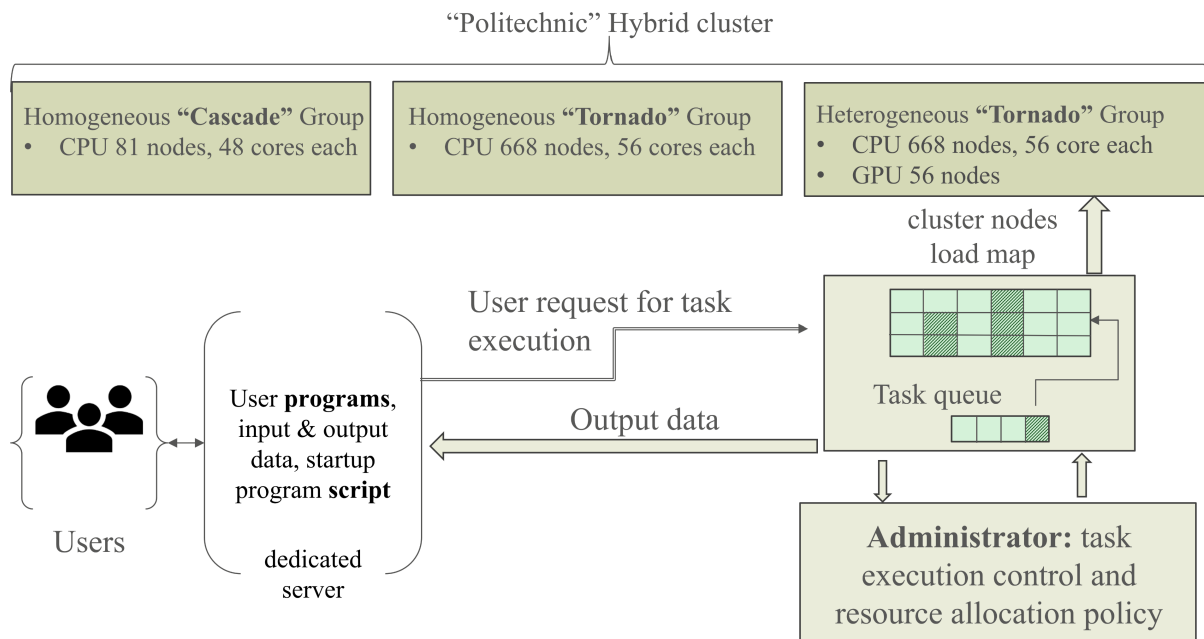 “Politechnic” Hybrid cluster
Homogeneous “Cascade” Group
• CPU 81 nodes, 48 cores each
Homogeneous “Tornado” Group
• CPU 668 nodes, 56 cores each
Heterogeneous “Tornado” Group
• CPU 668 nodes, 56 core each
• GPU 56 nodes
cluster nodes
load map
User request for task
execution
Task queue
Output data
User programs,
input & output
data, startup
program script
dedicated
server
Users
Administrator: task
execution control and
resource allocation policy